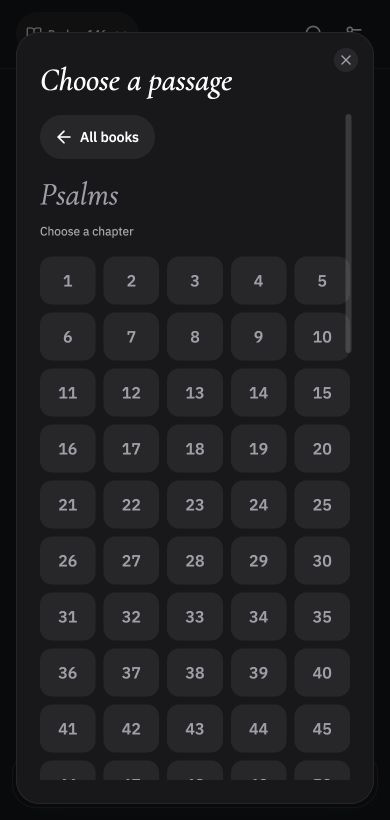 Choose a passage
All books
Psalms
Choose a chapter
1 2 3 4 5
6 7 8 9 10
11 12 13 14 15
16 17 18 19 20
21 22 23 24 25
26 27 28 29 30
31 32 33 34 35
36 37 38 39 40
41 42 43 44 45